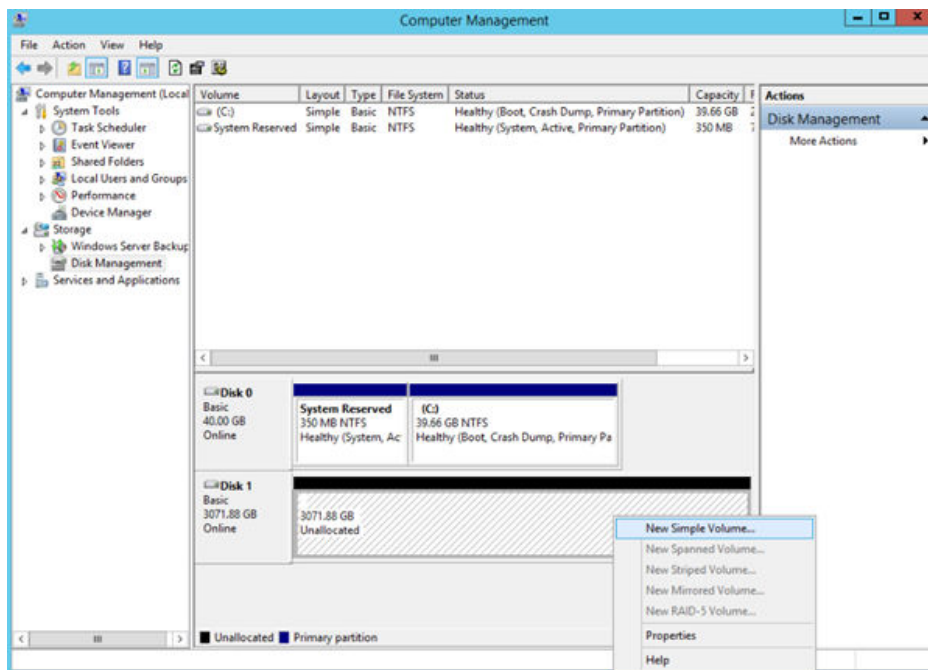 Computer Management
File Action View Help
Computer Management (Local
System Tools
Task Scheduler
Event Viewer
Shared Folders
Local Users and Groups
Performance
Device Manager
Storage
Windows Server Backup
Disk Management
Services and Applications
Volume Layout Type File System Status Capacity F
(C:) Simple Basic NTFS Healthy (Boot, Crash Dump, Primary Partition) 39.66 GB
System Reserved Simple Basic NTFS Healthy (System, Active, Primary Partition) 350 MB
Disk 0
Basic
40.00 GB
Online
System Reserved
350 MB NTFS
Healthy (System, Ac
(C:)
39.66 GB NTFS
Healthy (Boot, Crash Dump, Primary Pa
Disk 1
Basic
3071.88 GB
Online
3071.88 GB
Unallocated
Unallocated Primary partition
Actions
Disk Management
More Actions
New Simple Volume...
New Spanned Volume...
New Striped Volume...
New Mirrored Volume...
New RAID-5 Volume...
Properties
Help